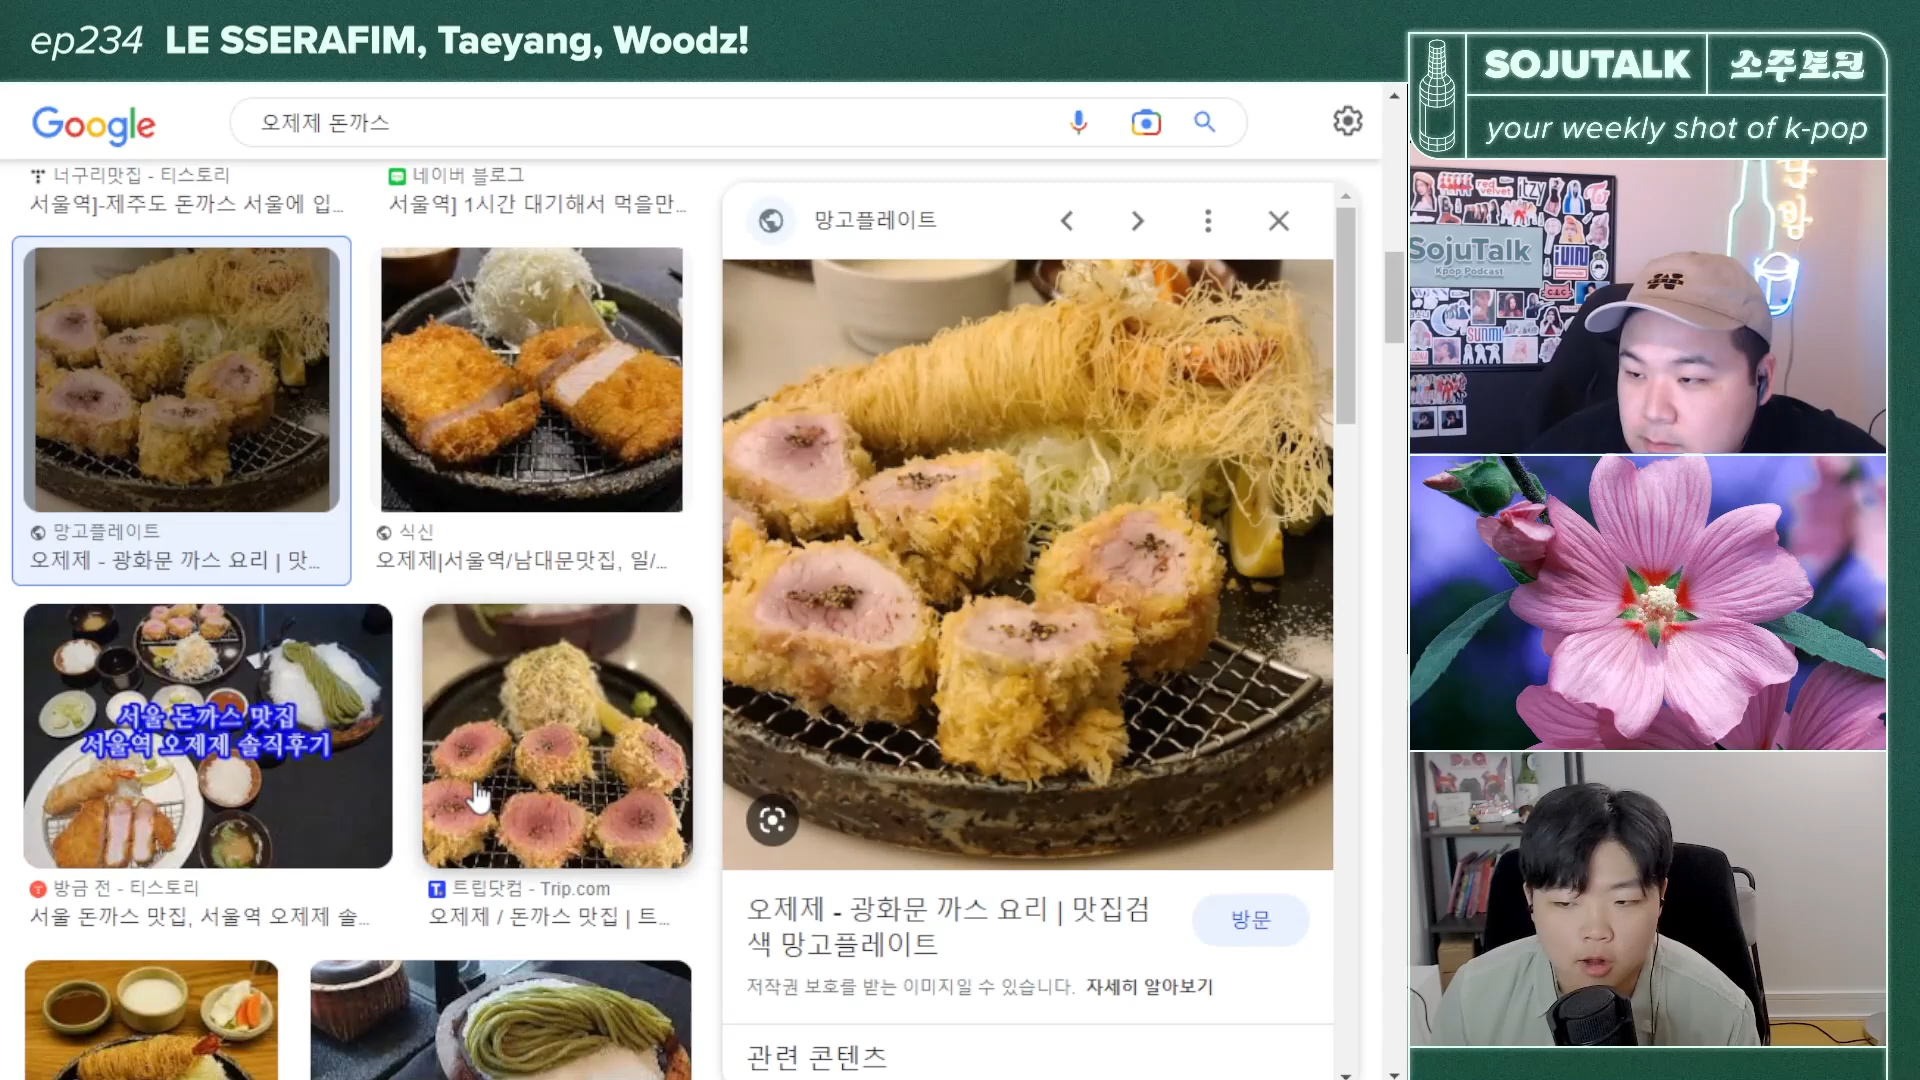 ep234 LE SSERAFIM, Taeyang, Woodz!
SOJUTALK
소주토크
your weekly shot of k-pop
Google
오제제 돈까스
너구리맛집 - 티스토리
서울역]-제주도 돈까스 서울에 입...
네이버 블로그
서울역] 1시간 대기해서 먹을만...
망고플레이트
오제제 - 광화문 까스 요리 | 맛...
식신
오제제|서울역/남대문맛집, 일/...
서울 돈까스 맛집
서울역 오제제 솔직후기
방금 전 - 티스토리
서울 돈까스 맛집, 서울역 오제제 솔...
트립닷컴 - Trip.com
오제제 / 돈까스 맛집 | 트...
망고플레이트
오제제 - 광화문 까스 요리 | 맛집검
색 망고플레이트
방문
저작권 보호를 받는 이미지일 수 있습니다. 자세히 알아보기
관련 콘텐츠
red velvet
itzy
SojuTalk
Kpop Podcast
SUNMI